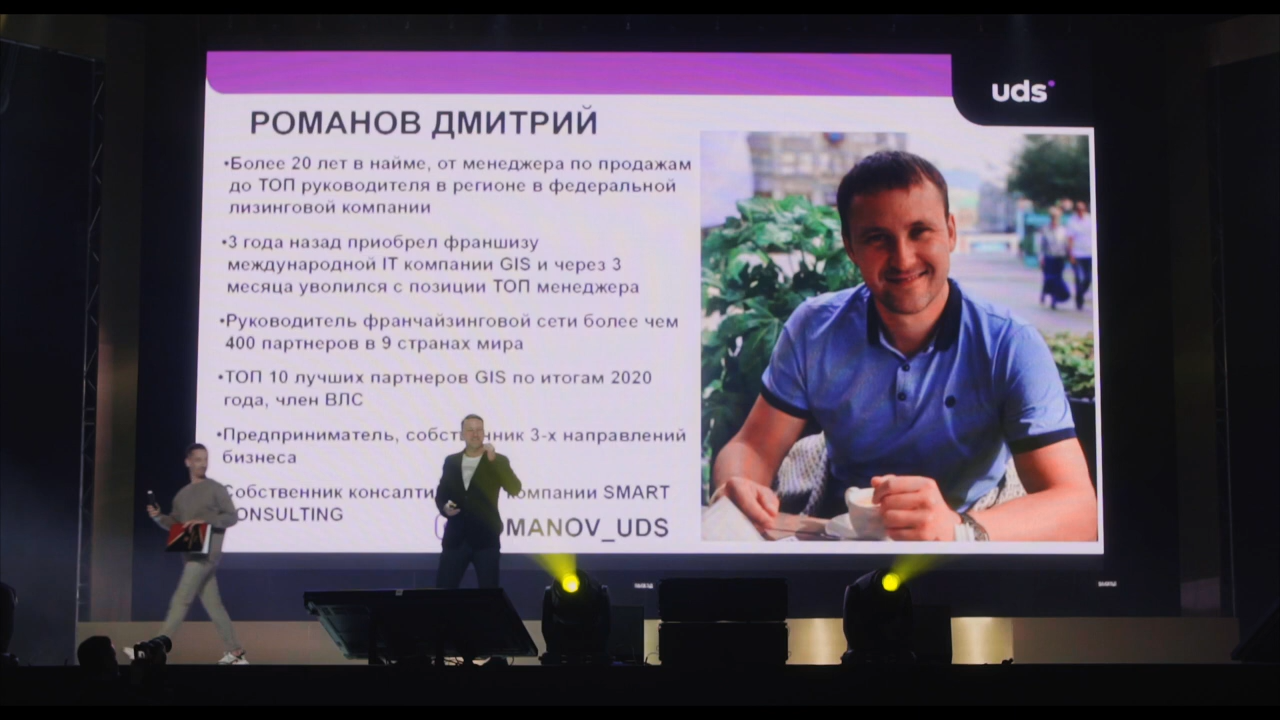 uds
РОМАНОВ ДМИТРИЙ
•Более 20 лет в найме, от менеджера по продажам
до ТОП руководителя в регионе в федеральной
лизинговой компании
•3 года назад приобрел франшизу
международной IT компании GIS и через 3
месяца уволился с позиции ТОП менеджера
•Руководитель франчайзинговой сети более чем
400 партнеров в 9 странах мира
•ТОП 10 лучших партнеров GIS по итогам 2020
года, член ВЛС
•Предприниматель, 3-х направлений
бизнеса
Собственник компании SMART